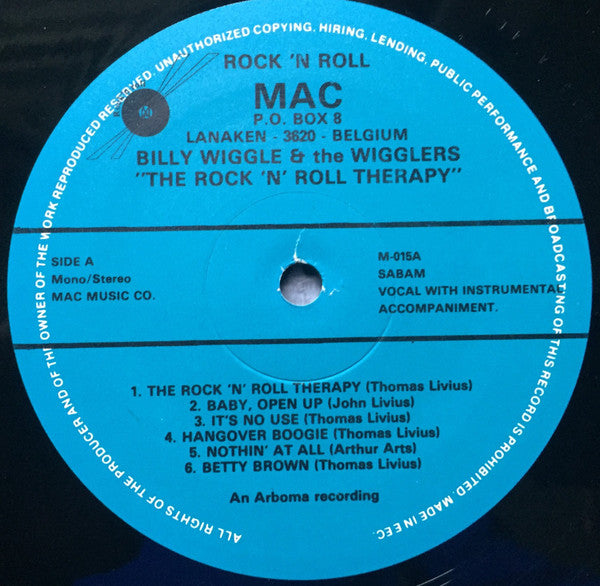 ROCK 'N ROLL
MAC
P.O. BOX 8
LANAKEN - 3620 - BELGIUM
BILLY WIGGLE & the WIGGLERS
"THE ROCK 'N' ROLL THERAPY"
SIDE A
Mono/Stereo
MAC MUSIC CO.
M-015A
SABAM
VOCAL WITH INSTRUMENTAL
ACCOMPANIMENT.
1. THE ROCK 'N' ROLL THERAPY (Thomas Livius)
2. BABY, OPEN UP (John Livius)
3. IT'S NO USE (Thomas Livius)
4. HANGOVER BOOGIE (Thomas Livius)
5. NOTHIN' AT ALL (Arthur Arts)
6. BETTY BROWN (Thomas Livius)
An Arboma recording
ALL RIGHTS OF THE PRODUCER AND OF THE OWNER OF THE WORK REPRODUCED RESERVED. UNAUTHORIZED COPYING, HIRING, LENDING, PUBLIC PERFORMANCE AND BROADCASTING OF THIS RECORD IS PROHIBITED. MADE IN EEC.